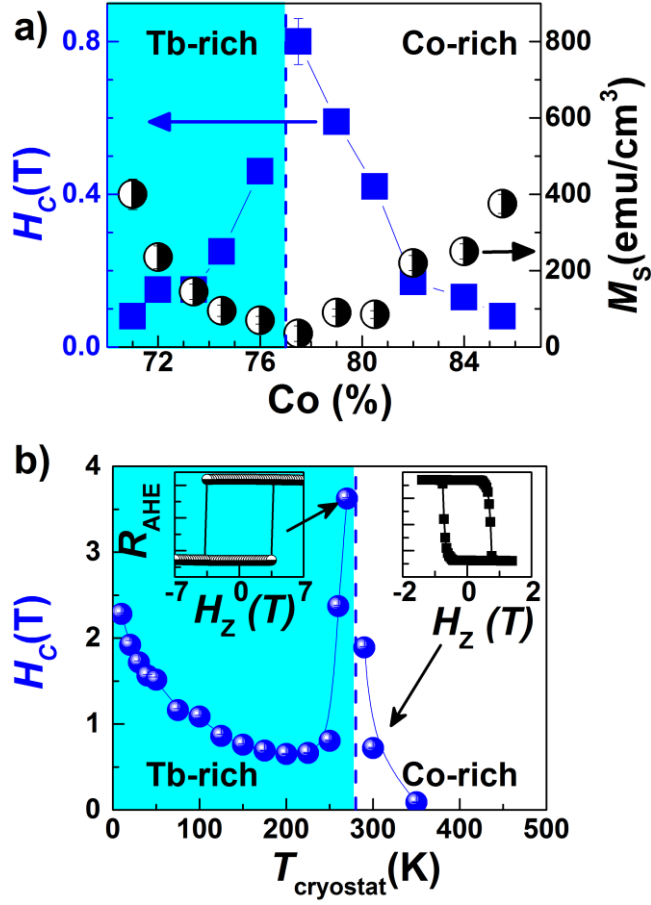 a)
Tb-rich
Co-rich
0.8
0.4
0.0
H_C(T)
800
600
400
200
0
M_S(emu/cm^3)
72 76 80 84
Co (%)
b)
4
3
2
1
0
H_C(T)
R_AHE
-7 0 7
H_Z (T)
-2 0 2
H_Z (T)
Tb-rich
Co-rich
0 100 200 300 400 500
T_cryostat(K)